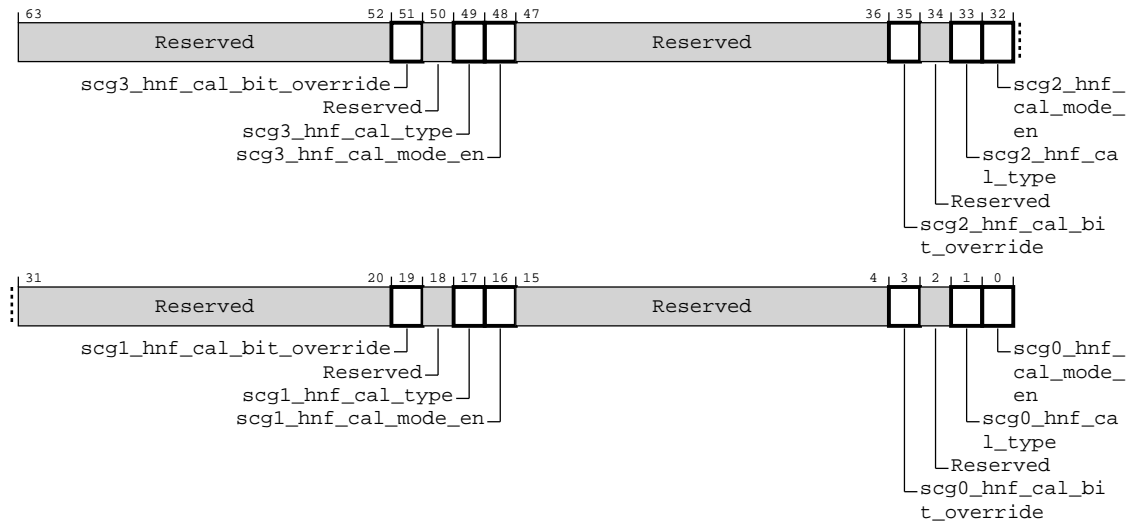 63 52 51 50 49 48 47 36 35 34 33 32
Reserved Reserved
scg3_hnf_cal_bit_override
Reserved
scg3_hnf_cal_type
scg3_hnf_cal_mode_en
scg2_hnf_
cal_mode_
en
scg2_hnf_ca
l_type
Reserved
scg2_hnf_cal_bi
t_override
31 20 19 18 17 16 15 4 3 2 1 0
Reserved Reserved
scg1_hnf_cal_bit_override
Reserved
scg1_hnf_cal_type
scg1_hnf_cal_mode_en
scg0_hnf_
cal_mode_
en
scg0_hnf_ca
l_type
Reserved
scg0_hnf_cal_bi
t_override